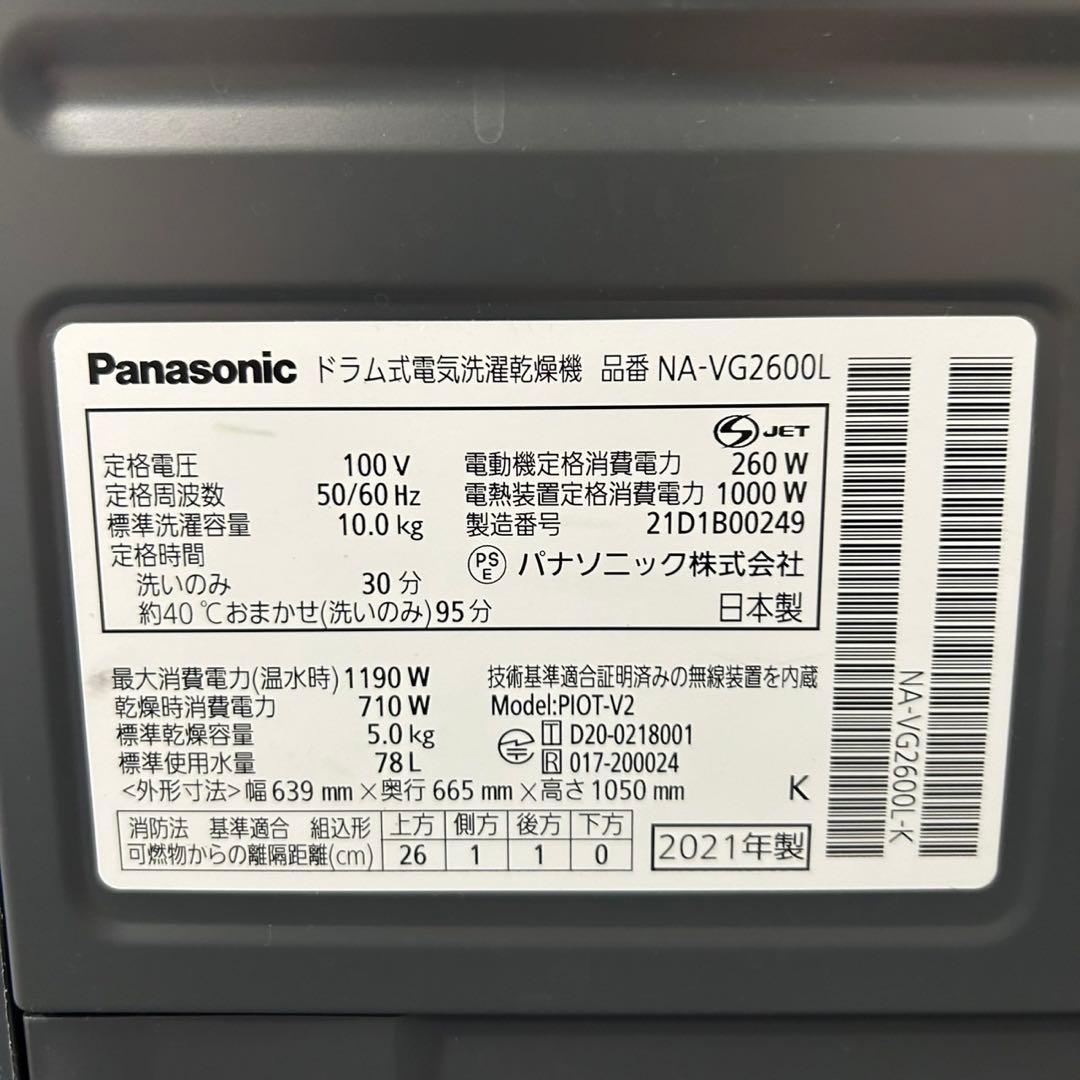 Panasonic ドラム式電気洗濯乾燥機 品番 NA-VG2600L
JET
定格電圧 100 V
定格周波数 50/60 Hz
標準洗濯容量 10.0 kg
定格時間
洗いのみ 30 分
約40 ℃おまかせ(洗いのみ) 95 分
電動機定格消費電力 260 W
電熱装置定格消費電力 1000 W
製造番号 21D1B00249
PSE パナソニック株式会社
日本製
最大消費電力(温水時) 1190 W
乾燥時消費電力 710 W
標準乾燥容量 5.0 kg
標準使用水量 78 L
技術基準適合証明済みの無線装置を内蔵
Model:PIOT-V2
T D20-0218001
R 017-200024
<外形寸法>幅 639 mm×奥行 665 mm×高さ 1050 mm
K
消防法 基準適合 組込形 上方 側方 後方 下方
可燃物からの離隔距離(cm) 26 1 1 0
2021年製
NA-VG2600L-K